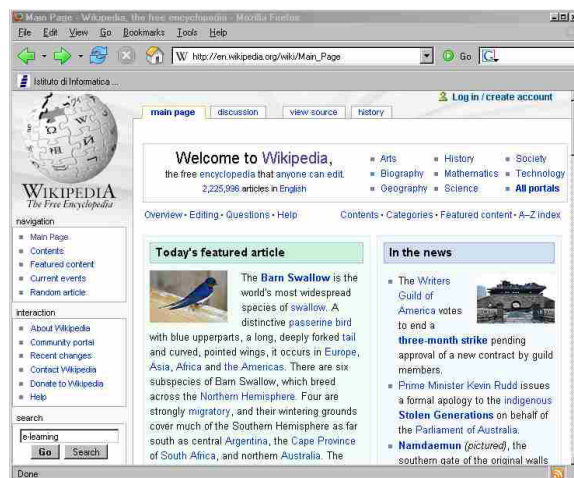 Main Page - Wikipedia, the free encyclopedia - Mozilla Firefox
File Edit View Go Bookmarks Tools Help
W http://en.wikipedia.org/wiki/Main_Page Go G
Istituto di Informatica ...
Log in / create account
main page discussion view source history
WIKIPEDIA
The Free Encyclopedia
navigation
Main Page
Contents
Featured content
Current events
Random article
interaction
About Wikipedia
Community portal
Recent changes
Contact Wikipedia
Donate to Wikipedia
Help
search
e-learning
Go Search
Welcome to Wikipedia,
the free encyclopedia that anyone can edit.
2,225,996 articles in English
Arts History Society
Biography Mathematics Technology
Geography Science All portals
Overview · Editing · Questions · Help Contents · Categories · Featured content · A–Z index
Today's featured article
The Barn Swallow is the
world's most widespread
species of swallow. A
distinctive passerine bird
with blue upperparts, a long, deeply forked tail
and curved, pointed wings, it occurs in Europe,
Asia, Africa and the Americas. There are six
subspecies of Barn Swallow, which breed
across the Northern Hemisphere. Four are
strongly migratory, and their wintering grounds
cover much of the Southern Hemisphere as far
south as central Argentina, the Cape Province
of South Africa, and northern Australia. The
In the news
The Writers
Guild of
America votes
to end a
three-month strike pending
approval of a new contract by guild
members.
Prime Minister Kevin Rudd issues
a formal apology to the indigenous
Stolen Generations on behalf of
the Parliament of Australia.
Namdaemun (pictured), the
southern gate of the original walls
Done